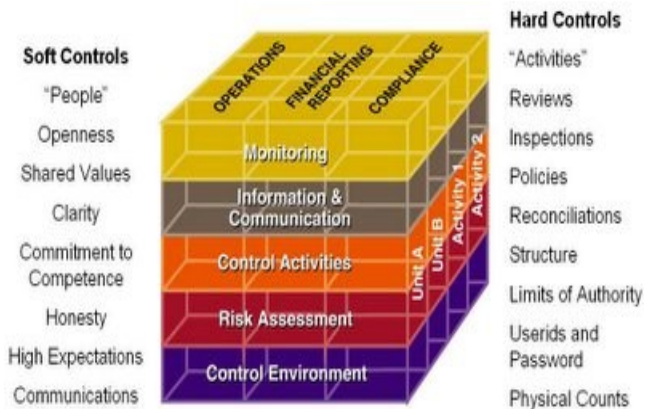 Soft Controls
"People"
Openness
Shared Values
Clarity
Commitment to
Competence
Honesty
High Expectations
Communications
OPERATIONS
FINANCIAL
REPORTING
COMPLIANCE
Monitoring
Information &
Communication
Control Activities
Risk Assessment
Control Environment
Unit A
Unit B
Activity 1
Activity 2
Hard Controls
"Activities"
Reviews
Inspections
Policies
Reconciliations
Structure
Limits of Authority
Userids and
Password
Physical Counts